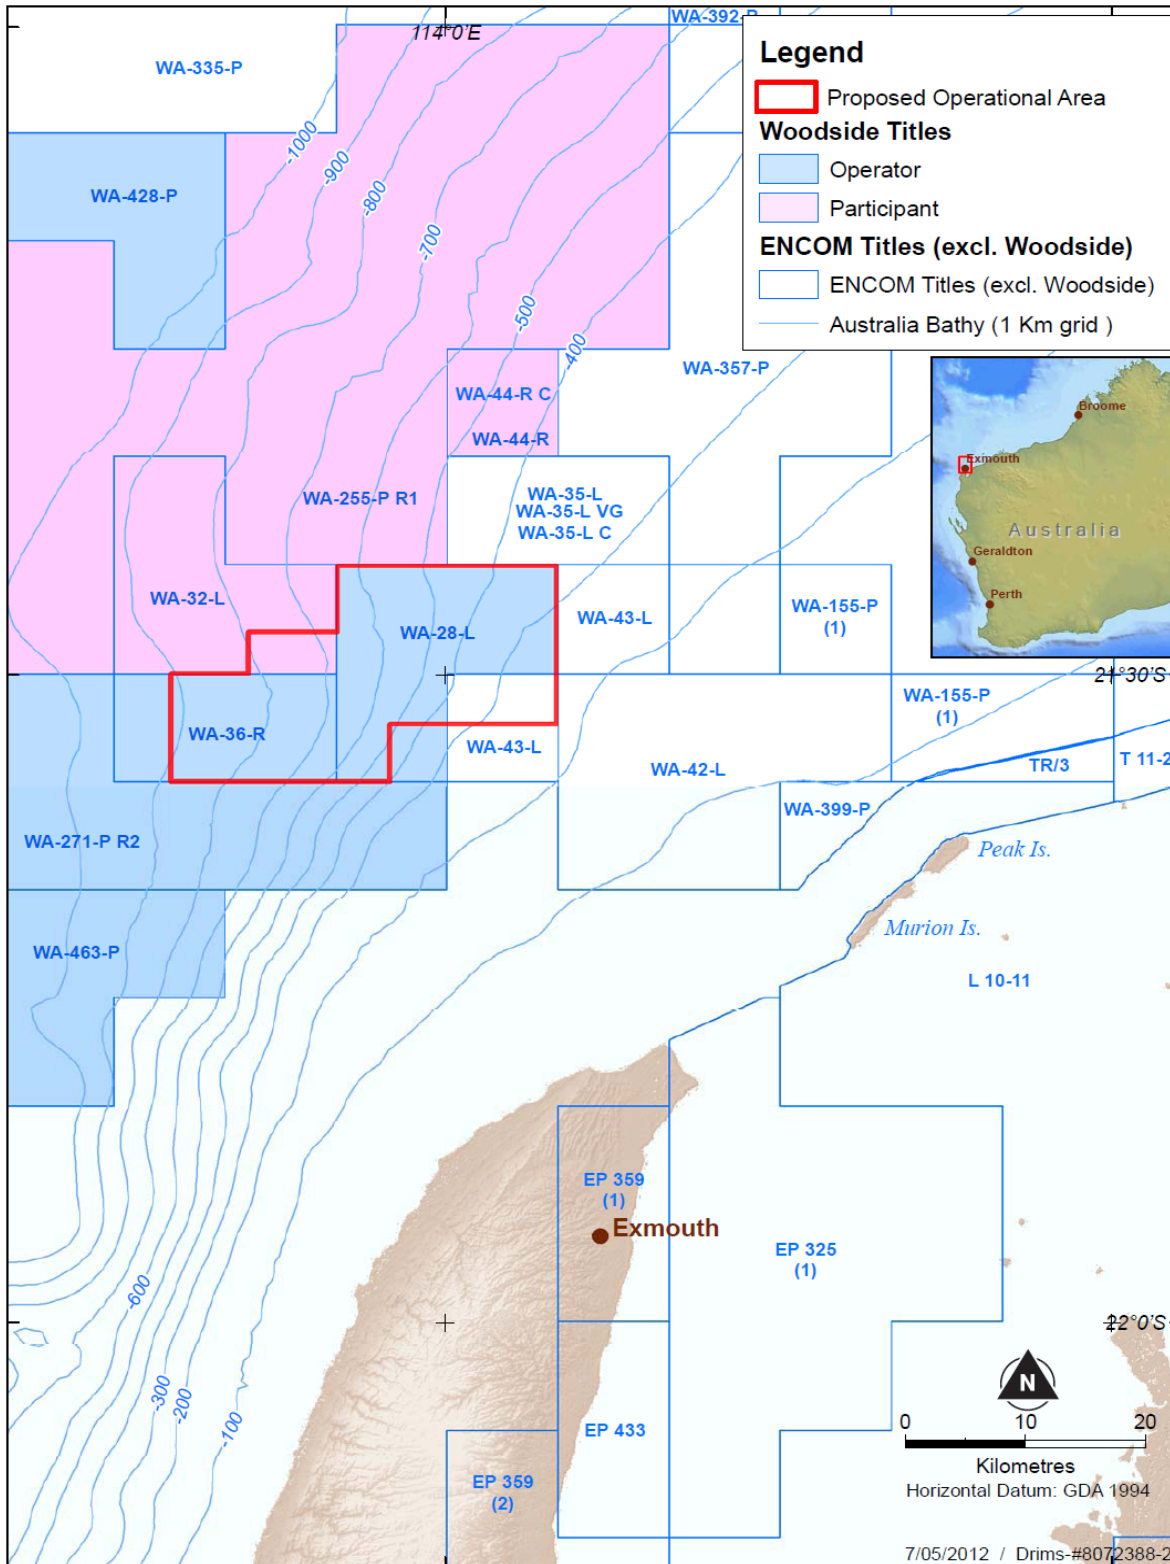 WA-392-P
114°0'E
WA-335-P
Legend
Proposed Operational Area
Woodside Titles
Operator
Participant
ENCOM Titles (excl. Woodside)
ENCOM Titles (excl. Woodside)
Australia Bathy (1 Km grid )
-1000
-900
-800
-700
-500
-400
WA-428-P
WA-357-P
WA-44-R C
WA-44-R
Broome
Exmouth
Australia
Geraldton
Perth
WA-255-P R1
WA-35-L
WA-35-L VG
WA-35-L C
WA-32-L
WA-28-L
WA-43-L
WA-155-P
(1)
21°30'S
WA-36-R
WA-43-L
WA-42-L
WA-155-P
(1)
TR/3
T 11-2
WA-399-P
WA-271-P R2
Peak Is.
Murion Is.
WA-463-P
L 10-11
EP 359
(1)
Exmouth
EP 325
(1)
-600
22°0'S
-300
-200
-100
N
0 10 20
Kilometres
Horizontal Datum: GDA 1994
EP 433
EP 359
(2)
7/05/2012 / Drims-#8072388-2